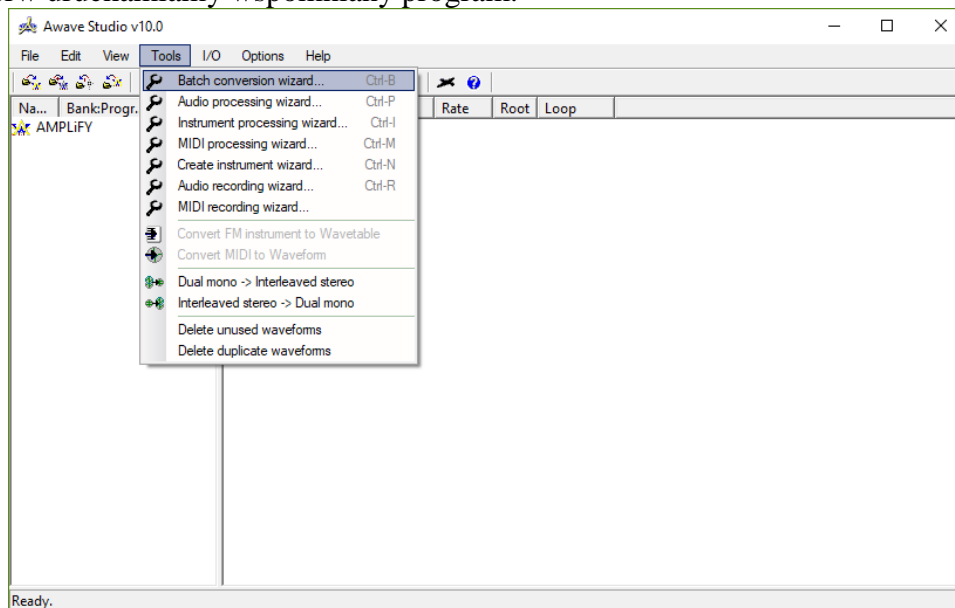 uruchamiamy wspomniany program.
Awave Studio v10.0
File Edit View Tools I/O Options Help
Na... Bank:Progr. Rate Root Loop
AMPLiFY
Batch conversion wizard... Ctrl-B
Audio processing wizard... Ctrl-P
Instrument processing wizard... Ctrl-I
MIDI processing wizard... Ctrl-M
Create instrument wizard... Ctrl-N
Audio recording wizard... Ctrl-R
MIDI recording wizard...
Convert FM instrument to Wavetable
Convert MIDI to Waveform
Dual mono -> Interleaved stereo
Interleaved stereo -> Dual mono
Delete unused waveforms
Delete duplicate waveforms
Ready.